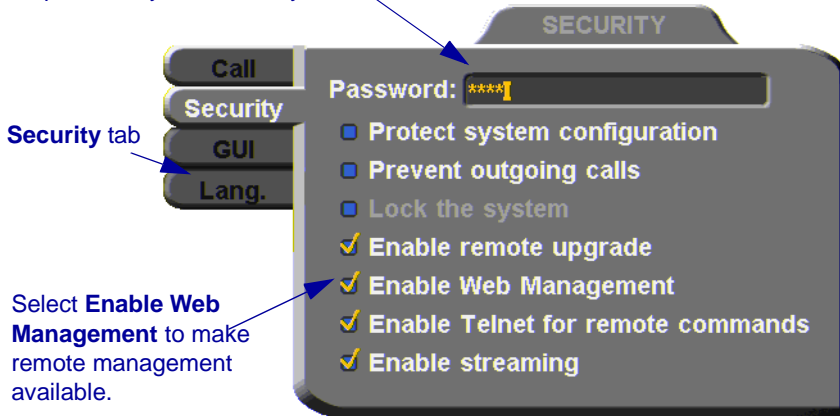 SECURITY
Call
Security
GUI
Lang.
Password: ****
Protect system configuration
Prevent outgoing calls
Lock the system
Enable remote upgrade
Enable Web Management
Enable Telnet for remote commands
Enable streaming
Security tab
Select Enable Web
Management to make
remote management
available.